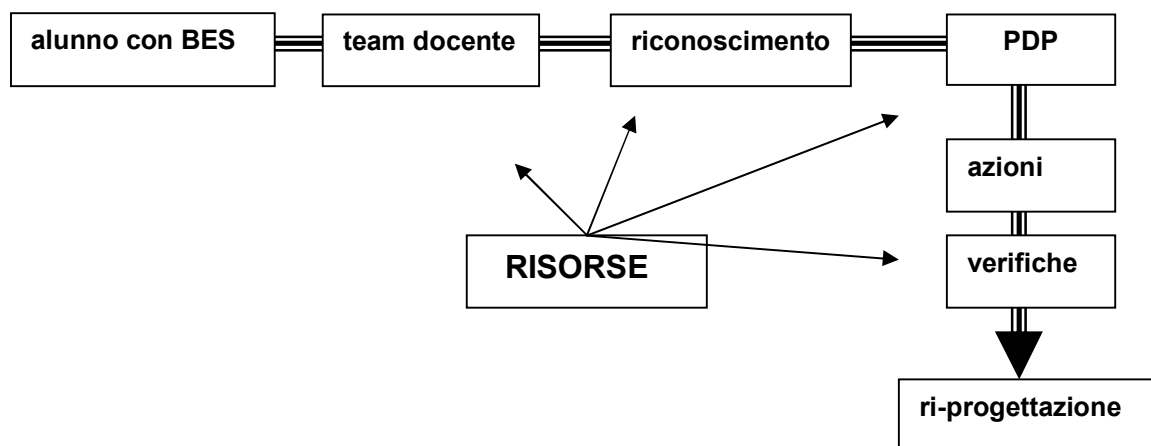 alunno con BES
team docente
riconoscimento
PDP
azioni
RISORSE
verifiche
ri-progettazione